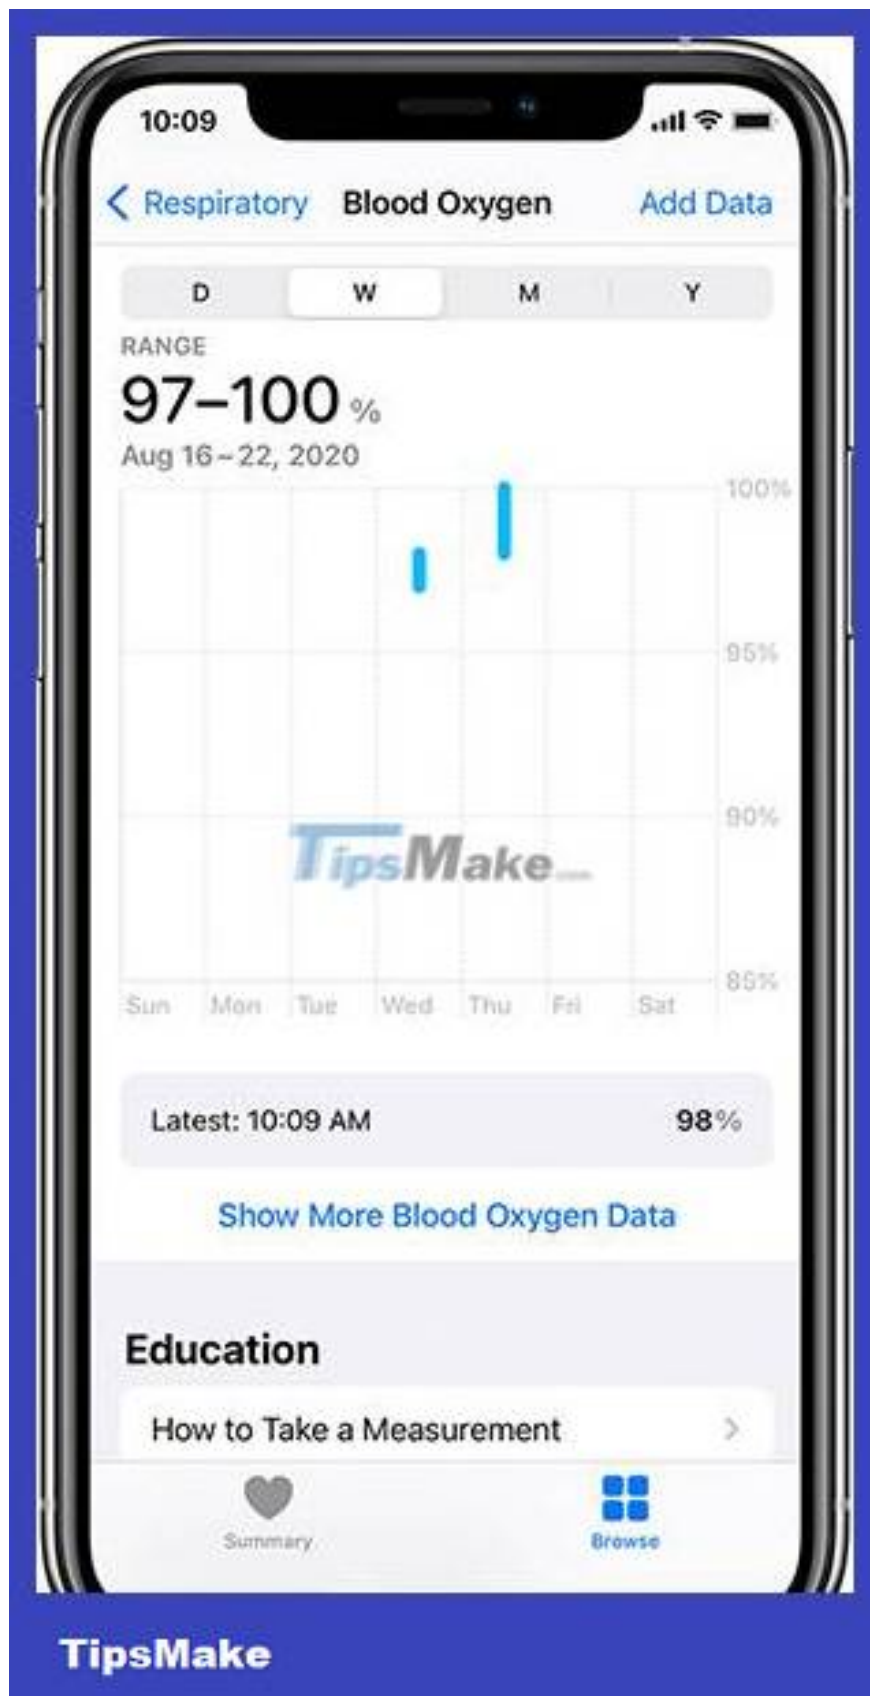 10:09
Respiratory Blood Oxygen Add Data
D W M Y
RANGE
97–100 %
Aug 16–22, 2020
100%
95%
90%
TipsMake.com
85%
Sun Mon Tue Wed Thu Fri Sat
Latest: 10:09 AM 98%
Show More Blood Oxygen Data
Education
How to Take a Measurement
Summary Browse
TipsMake